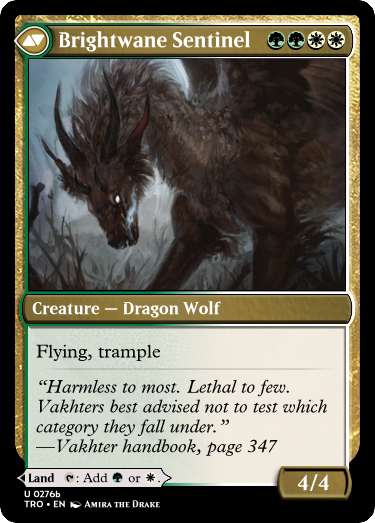 Brightwane Sentinel
Creature — Dragon Wolf
Flying, trample
“Harmless to most. Lethal to few.
Vakhters best advised not to test which
category they fall under.”
—Vakhter handbook, page 347
Land : Add or .
4/4
U 0276b
TRO • EN Amira the Drake